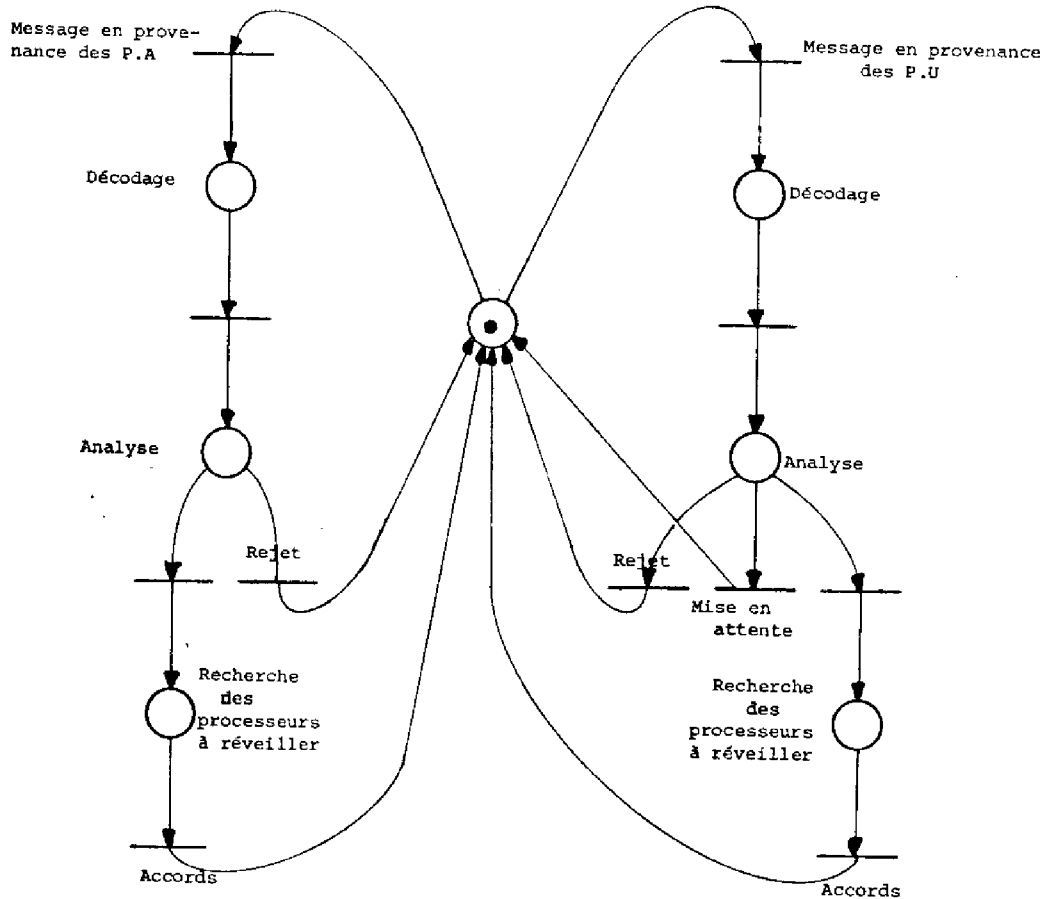 Message en prove-
nance des P.A
Message en provenance
des P.U
Décodage
Décodage
Analyse
Analyse
Rejet
Rejet
Mise en
attente
Recherche
des
processeurs
à réveiller
Recherche
des
processeurs
à réveiller
Accords
Accords